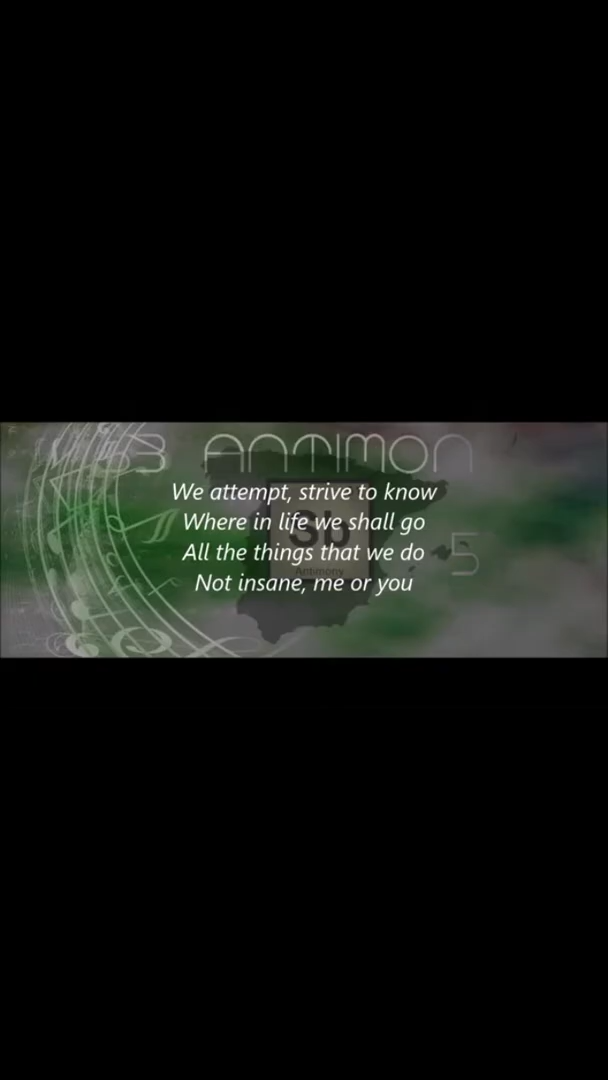 B ANTIMON
We attempt, strive to know
Where in life we shall go
Sb
All the things that we do
5
Antimony
Not insane, me or you